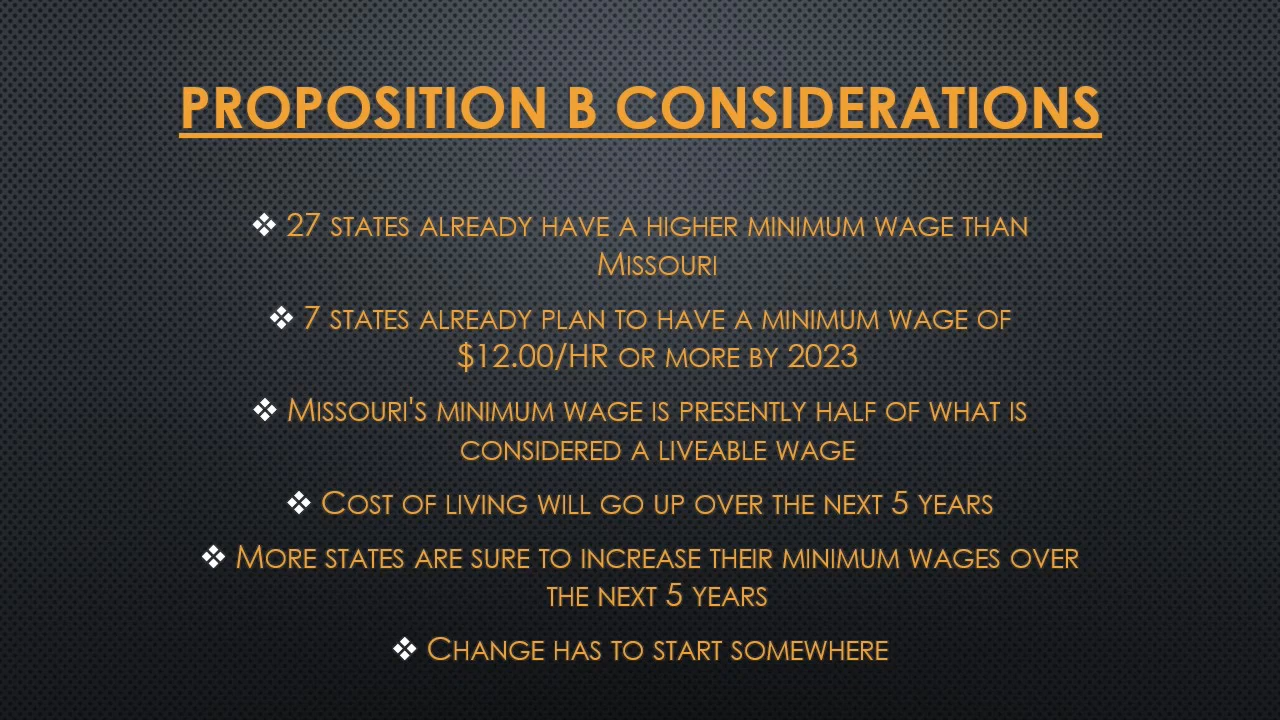 PROPOSITION B CONSIDERATIONS
❖ 27 STATES ALREADY HAVE A HIGHER MINIMUM WAGE THAN
MISSOURI
❖ 7 STATES ALREADY PLAN TO HAVE A MINIMUM WAGE OF
$12.00/HR OR MORE BY 2023
❖ MISSOURI'S MINIMUM WAGE IS PRESENTLY HALF OF WHAT IS
CONSIDERED A LIVEABLE WAGE
❖ COST OF LIVING WILL GO UP OVER THE NEXT 5 YEARS
❖ MORE STATES ARE SURE TO INCREASE THEIR MINIMUM WAGES OVER
THE NEXT 5 YEARS
❖ CHANGE HAS TO START SOMEWHERE